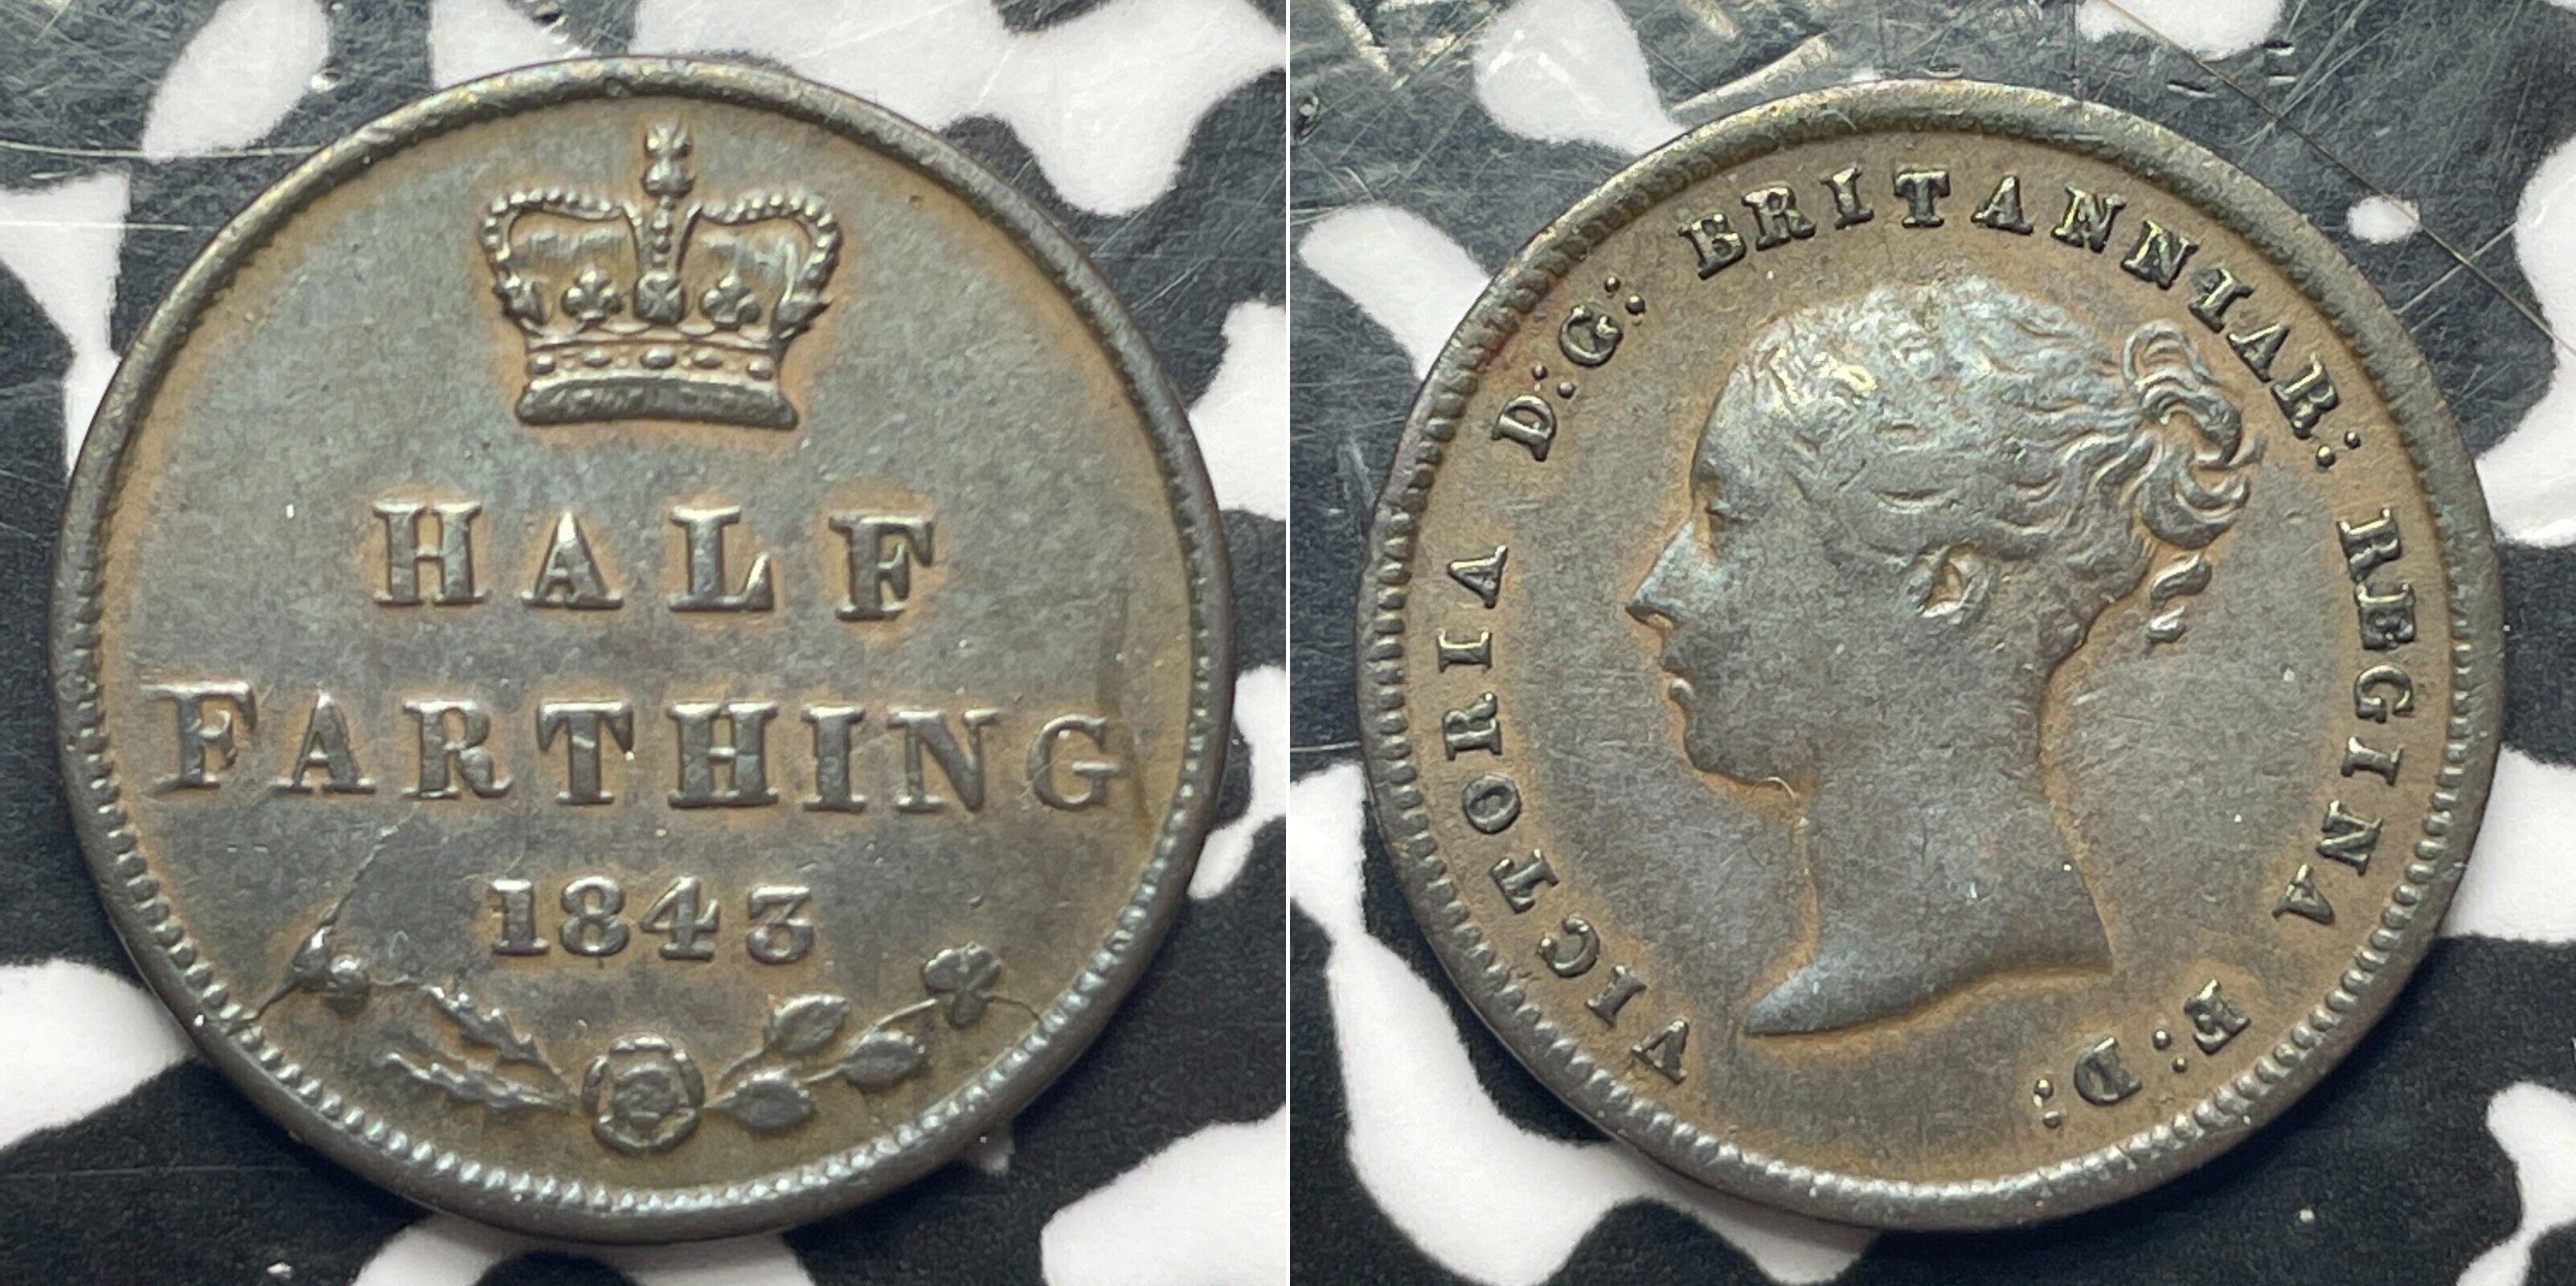 HALF
FARTHING
1843
VICTORIA D:G: BRITANNIAR: REGINA F:D: